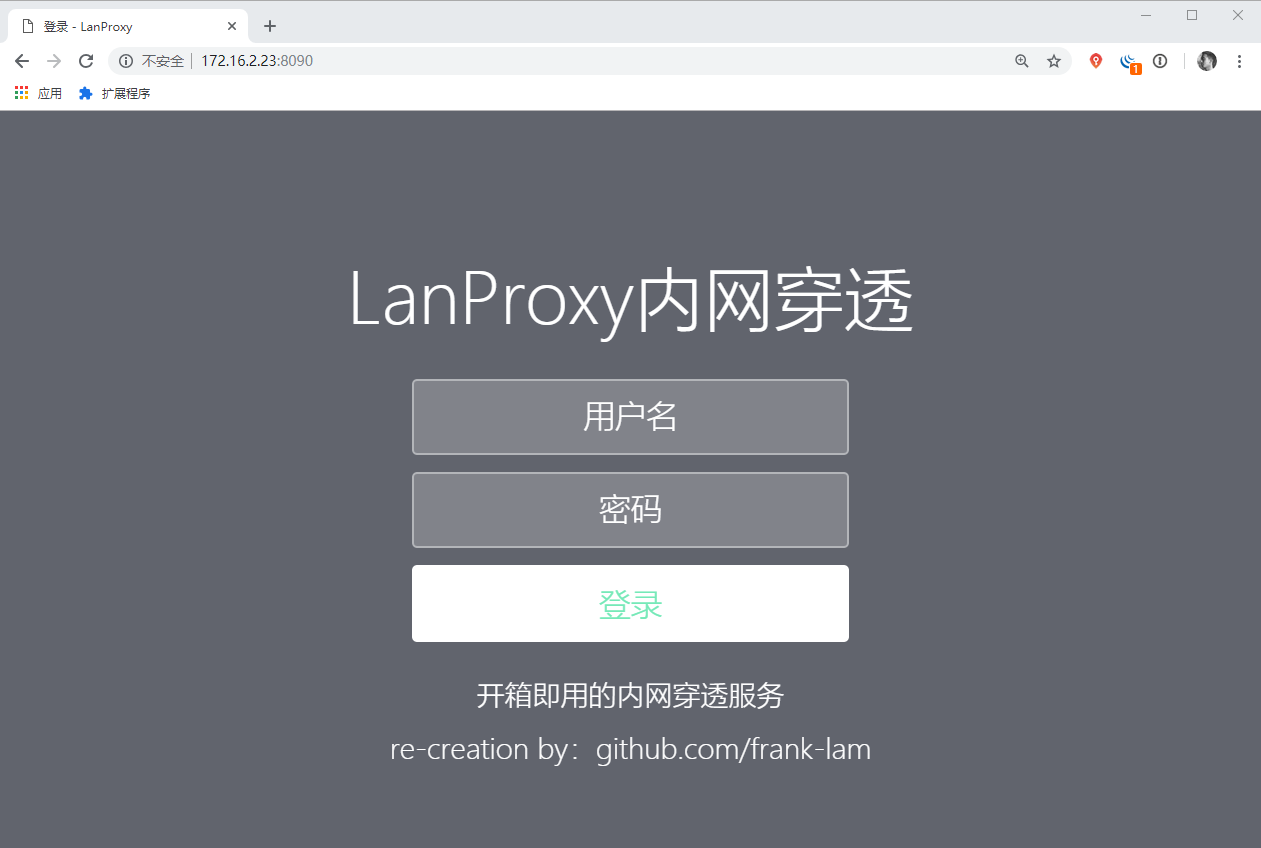 登录 - LanProxy
不安全 172.16.2.23:8090
1
应用 扩展程序
LanProxy内网穿透
用户名
密码
登录
开箱即用的内网穿透服务
re-creation by：github.com/frank-lam